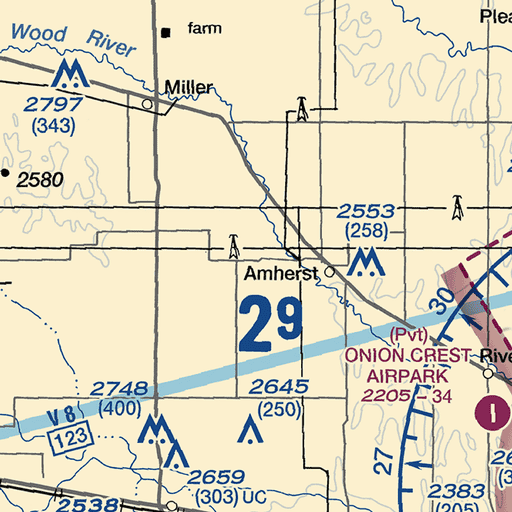 Wood River
farm
Plea
Miller
2797
(343)
2580
2553
(258)
Amherst
30
29
(Pvt)
ONION CREST
AIRPARK
2205 - 34
Rive
2748
(400)
2645
(250)
V 8
123
I
27
2659
(303) UC
2538
2383
(205)